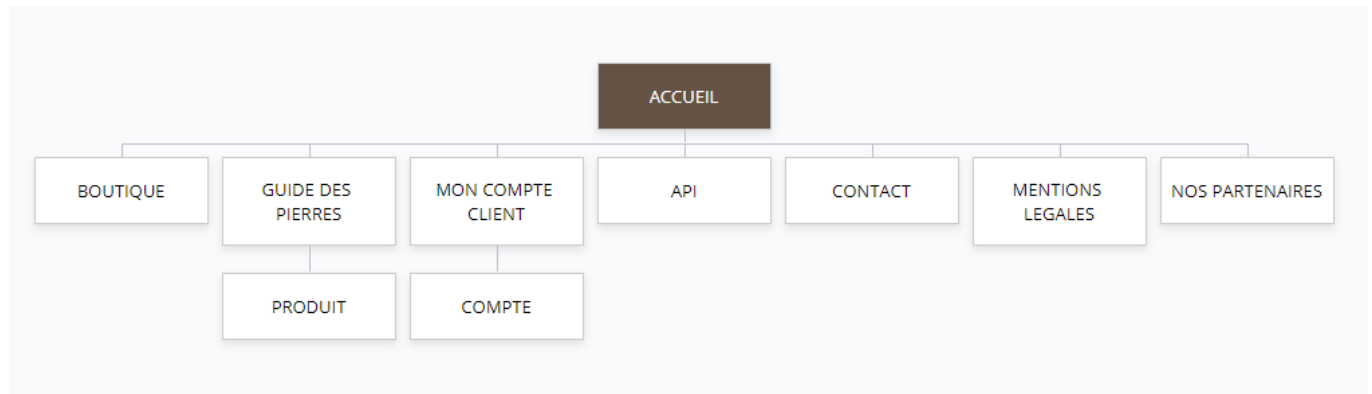 ACCUEIL
BOUTIQUE
GUIDE DES
PIERRES
MON COMPTE
CLIENT
API
CONTACT
MENTIONS
LEGALES
NOS PARTENAIRES
PRODUIT
COMPTE